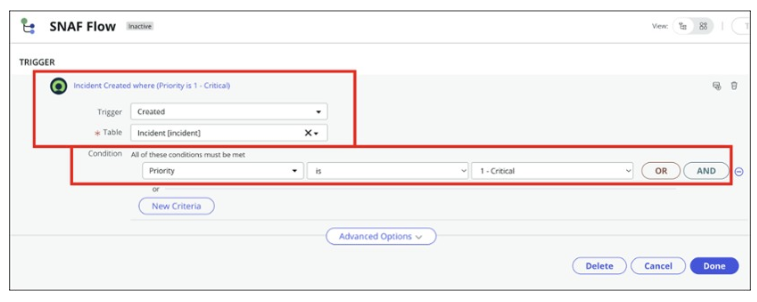 SNAF Flow Inactive View:
TRIGGER
Incident Created where (Priority is 1 - Critical)
Trigger Created
* Table Incident [incident]
Condition All of these conditions must be met
Priority is 1 - Critical OR AND
or
New Criteria
Advanced Options
Delete Cancel Done